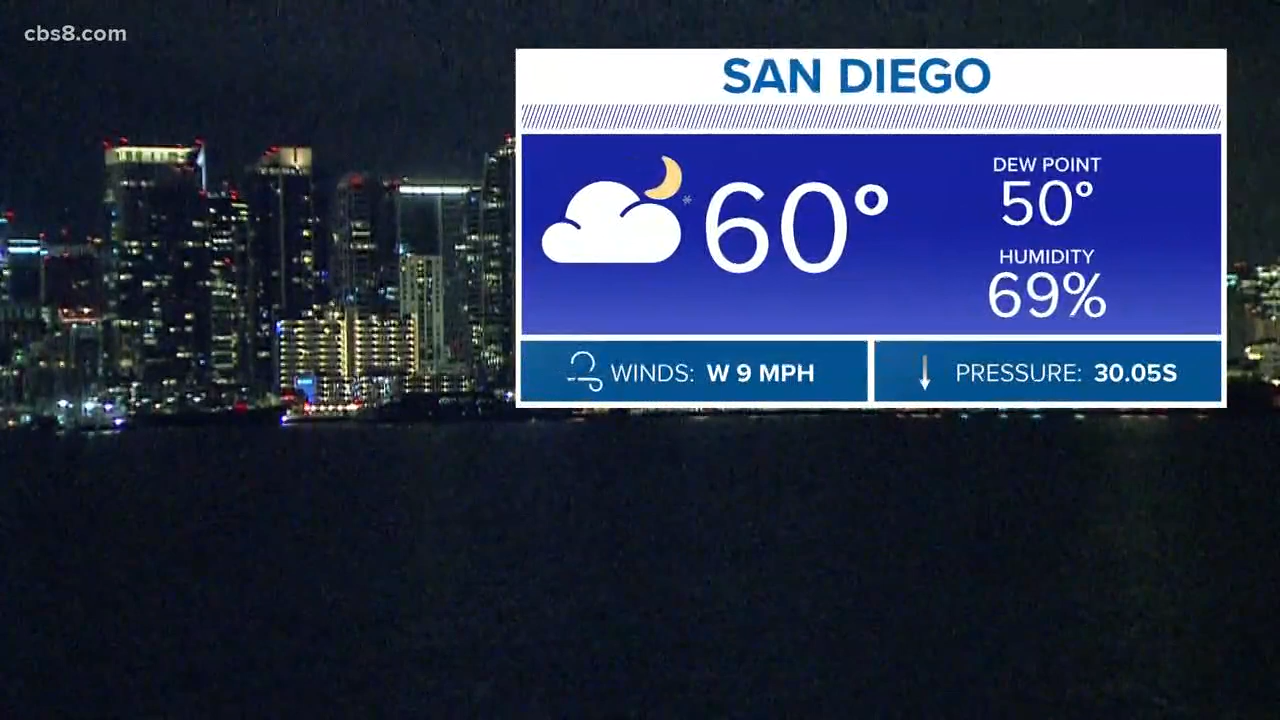 cbs8.com
SAN DIEGO
60°
DEW POINT
50°
HUMIDITY
69%
WINDS: W 9 MPH
PRESSURE: 30.05S